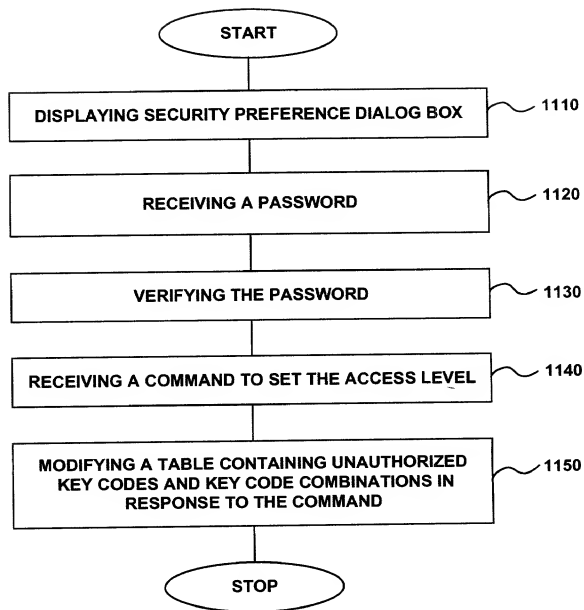 START
DISPLAYING SECURITY PREFERENCE DIALOG BOX
1110
RECEIVING A PASSWORD
1120
VERIFYING THE PASSWORD
1130
RECEIVING A COMMAND TO SET THE ACCESS LEVEL
1140
MODIFYING A TABLE CONTAINING UNAUTHORIZED
KEY CODES AND KEY CODE COMBINATIONS IN
RESPONSE TO THE COMMAND
1150
STOP